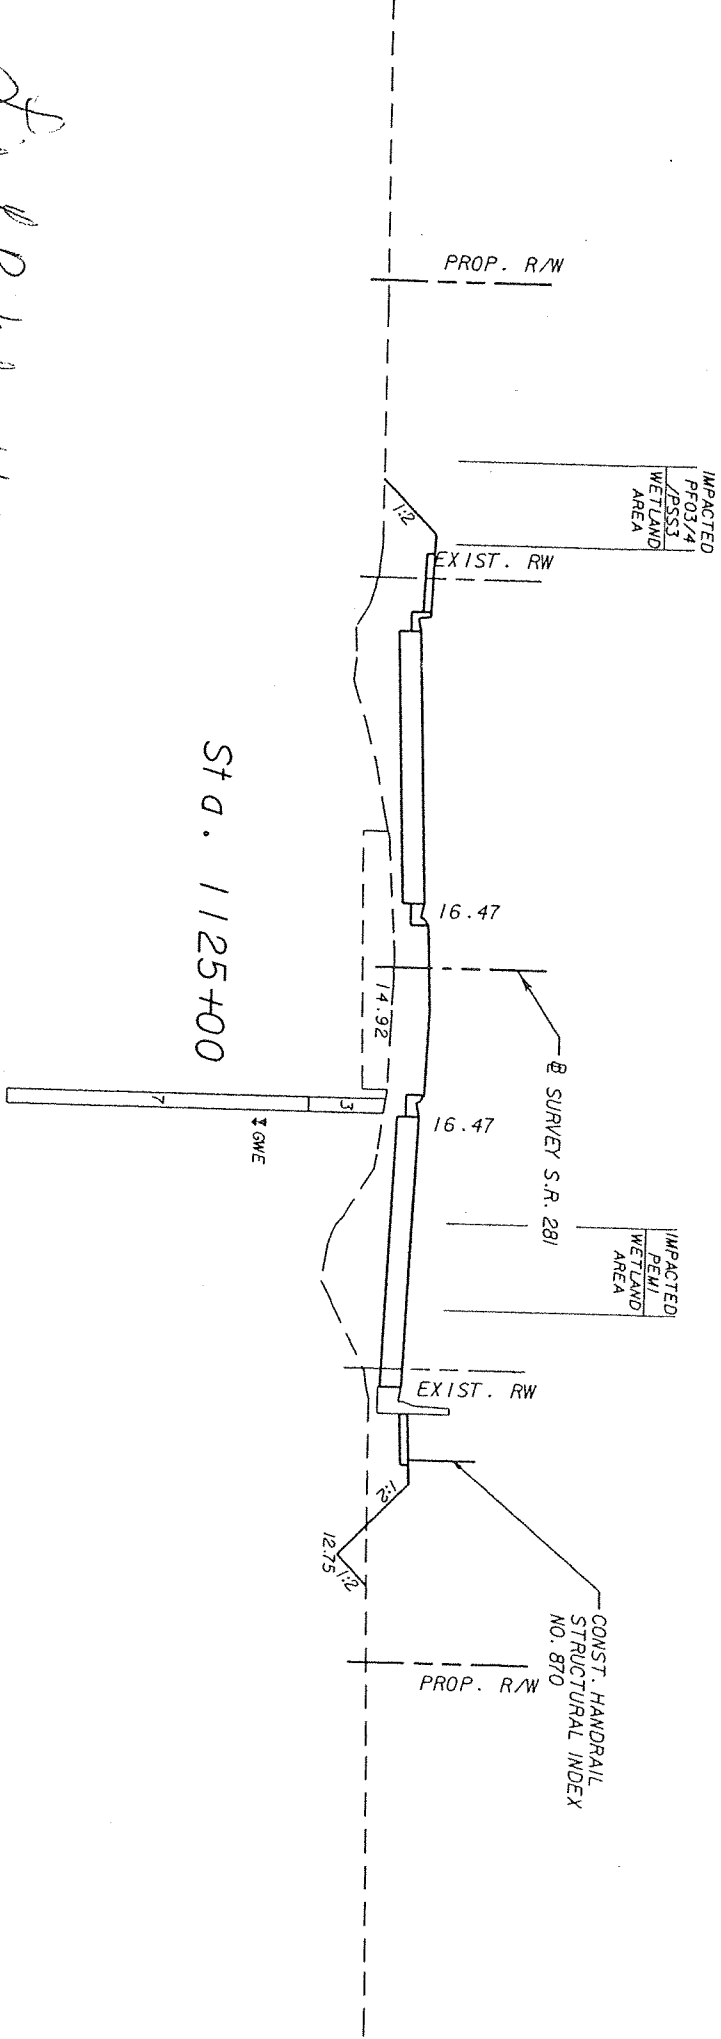 PROP. R/W
IMPACTED
PFO3/4
/PSS3
WETLAND
AREA
1:2
EXIST. RW
16.47
14.92
Sta. 1125+00
℄ SURVEY S.R. 281
16.47
7
3
GWE
IMPACTED
PEM1
WETLAND
AREA
EXIST. RW
1:2
12.75
1:2
CONST. HANDRAIL
STRUCTURAL INDEX
NO. 870
PROP. R/W